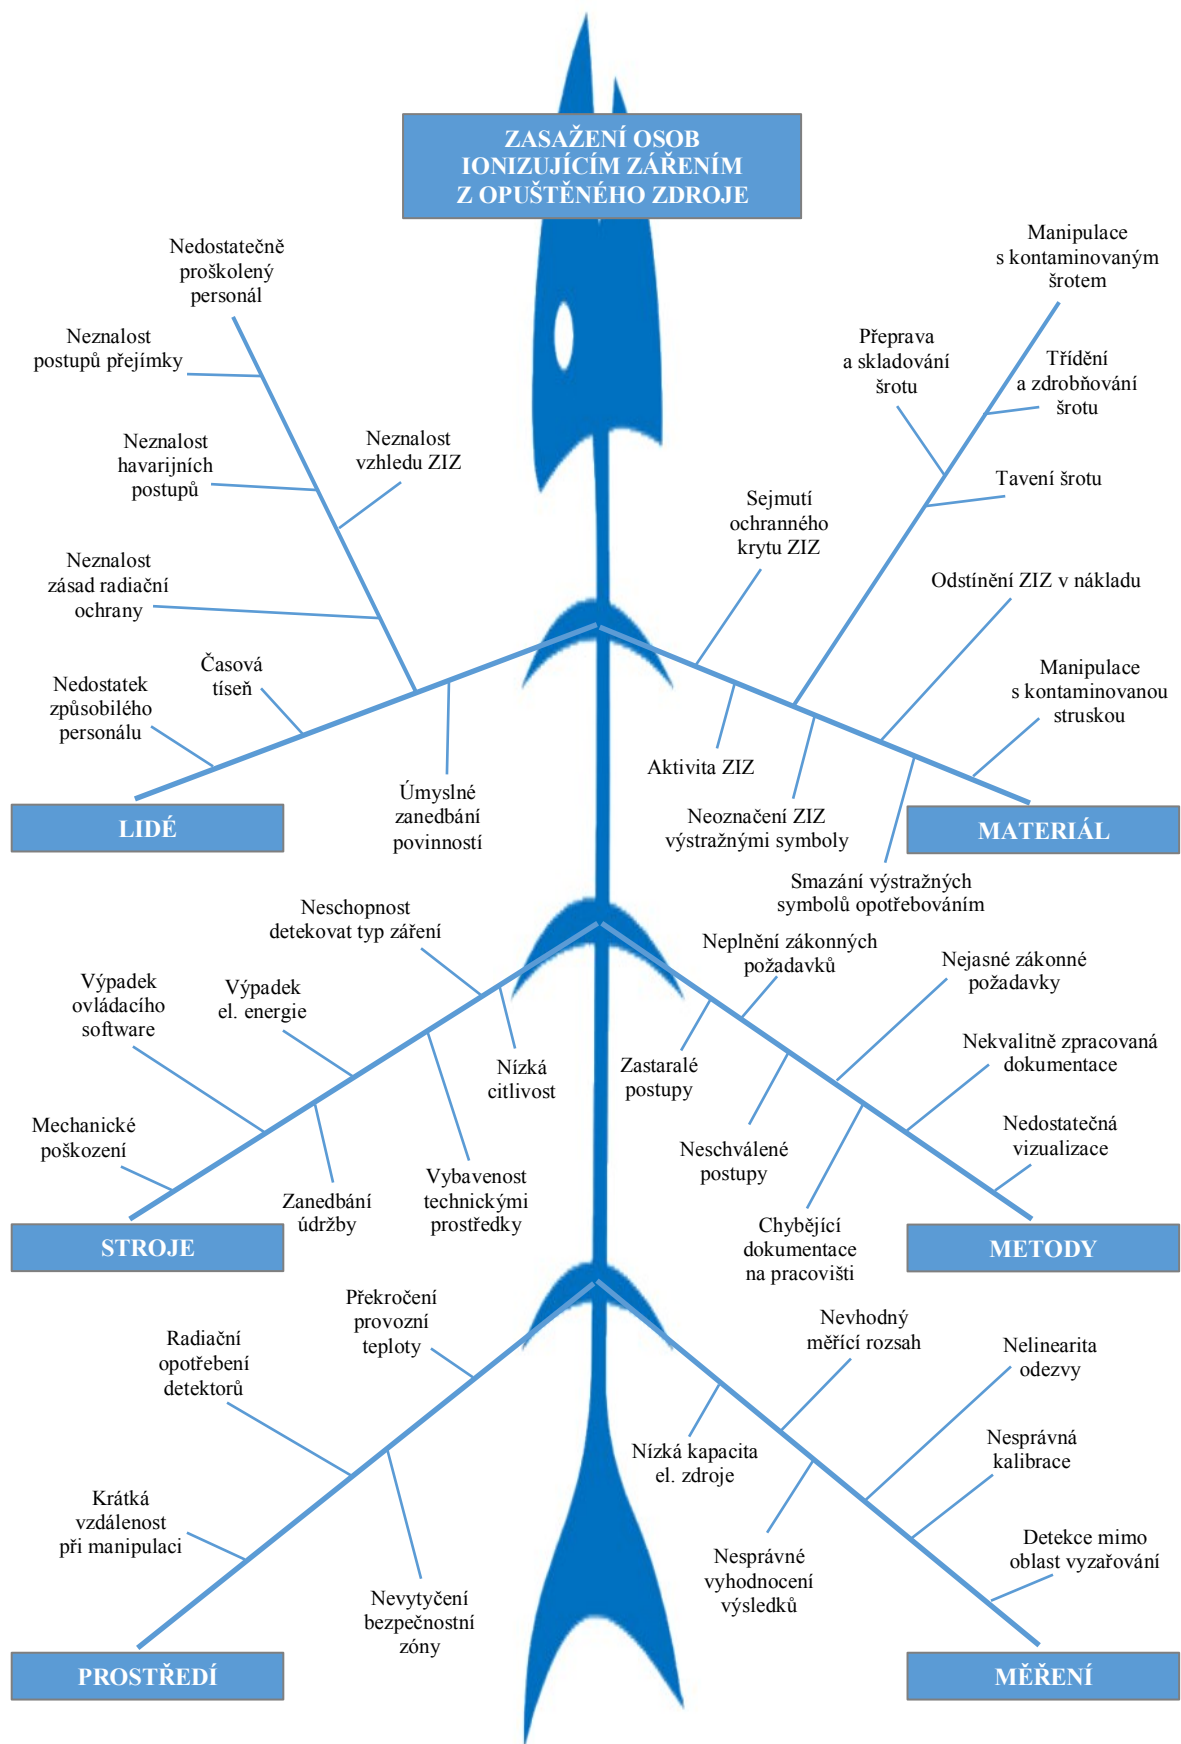 ZASAŽENÍ OSOB
IONIZUJÍCÍM ZÁŘENÍM
Z OPUŠTĚNÉHO ZDROJE
Nedostatečně
proškolený
personál
Neznalost
postupů přejímky
Neznalost
havarijních
postupů
Neznalost
vzhledu ZIZ
Neznalost
zásad radiační
ochrany
Časová
tíseň
Nedostatek
způsobilého
personálu
Úmyslné
zanedbání
povinností
LIDÉ
Manipulace
s kontaminovaným
šrotem
Přeprava
a skladování
šrotu
Třídění
a zdrobňování
šrotu
Tavení šrotu
Sejmutí
ochranného
krytu ZIZ
Odstínění ZIZ v nákladu
Manipulace
s kontaminovanou
struskou
Aktivita ZIZ
Neoznačení ZIZ
výstražnými symboly
Smazání výstražných
symbolů opotřebováním
MATERIÁL
Neschopnost
detekovat typ záření
Výpadek
ovládacího
software
Výpadek
el. energie
Nízká
citlivost
Mechanické
poškození
Zanedbání
údržby
Vybavenost
technickými
prostředky
STROJE
Neplnění zákonných
požadavků
Nejasné zákonné
požadavky
Zastaralé
postupy
Nekvalitně zpracovaná
dokumentace
Neschválené
postupy
Nedostatečná
vizualizace
Chybějící
dokumentace
na pracovišti
METODY
Překročení
provozní
teploty
Radiační
opotřebení
detektorů
Krátká
vzdálenost
při manipulaci
Nevytyčení
bezpečnostní
zóny
PROSTŘEDÍ
Nevhodný
měřící rozsah
Nelinearita
odezvy
Nízká kapacita
el. zdroje
Nesprávná
kalibrace
Nesprávné
vyhodnocení
výsledků
Detekce mimo
oblast vyzařování
MĚŘENÍ